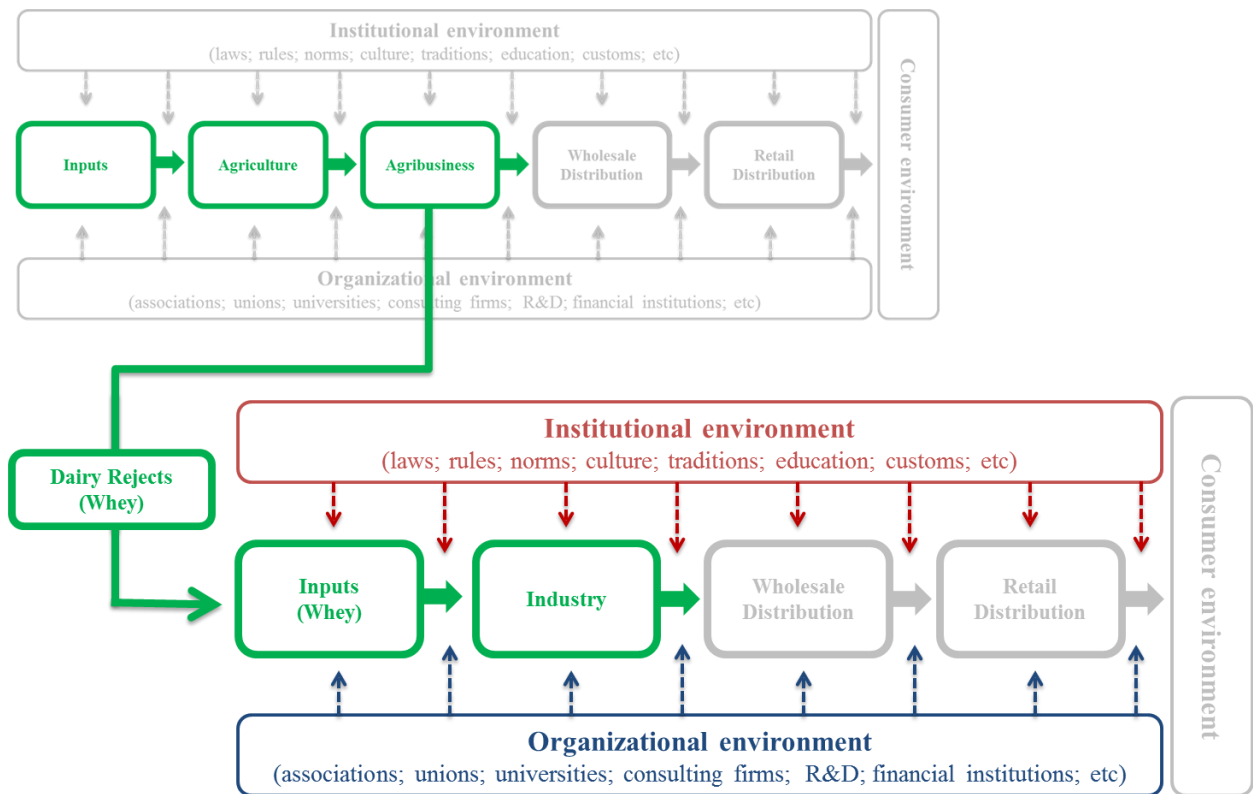 Institutional environment
(laws; rules; norms; culture; traditions; education; customs; etc)
Consumer environment
Inputs
Agriculture
Agribusiness
Wholesale
Distribution
Retail
Distribution
Organizational environment
(associations; unions; universities; consulting firms; R&D; financial institutions; etc)
Dairy Rejects
(Whey)
Institutional environment
(laws; rules; norms; culture; traditions; education; customs; etc)
Consumer environment
Inputs
(Whey)
Industry
Wholesale
Distribution
Retail
Distribution
Organizational environment
(associations; unions; universities; consulting firms; R&D; financial institutions; etc)